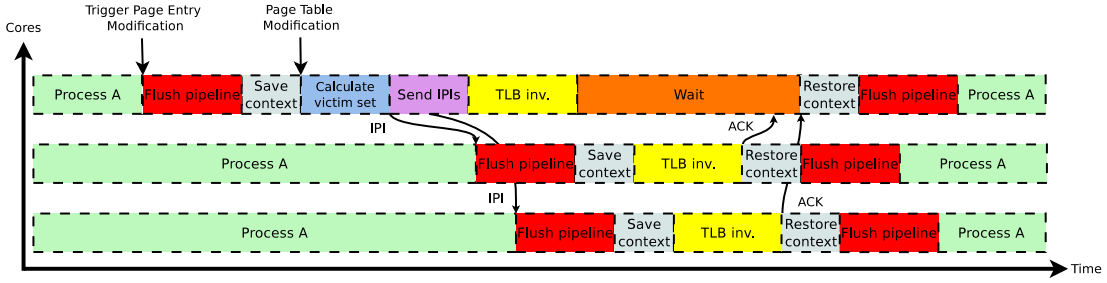 Trigger Page Entry
Modification
Page Table
Modification
Cores
Process A
Flush pipeline
Save
context
Calculate
victim set
Send IPIs
TLB inv.
Wait
Restore
context
Flush pipeline
Process A
IPI
ACK
Process A
Flush pipeline
Save
context
TLB inv.
Restore
context
Flush pipeline
Process A
IPI
ACK
Process A
Flush pipeline
Save
context
TLB inv.
Restore
context
Flush pipeline
Process A
Time